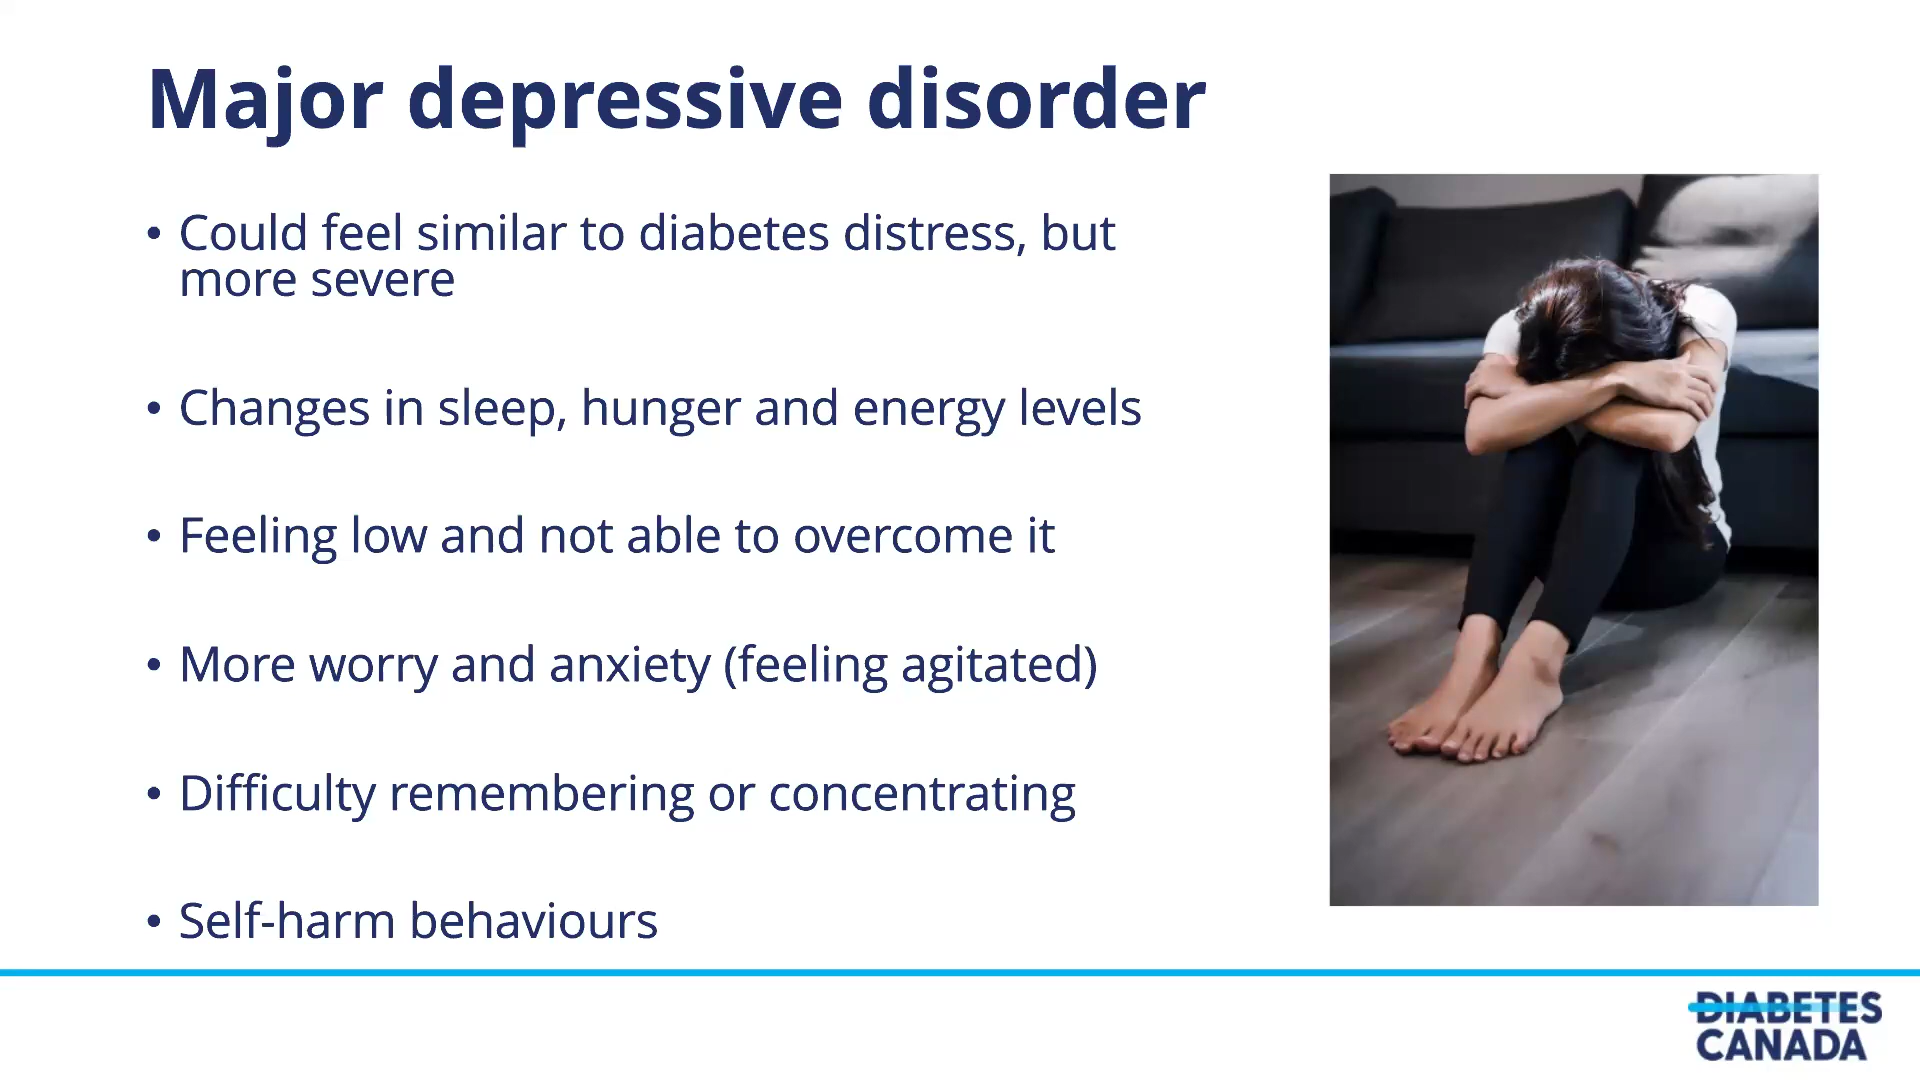 Major depressive disorder
• Could feel similar to diabetes distress, but
more severe
• Changes in sleep, hunger and energy levels
• Feeling low and not able to overcome it
• More worry and anxiety (feeling agitated)
• Difficulty remembering or concentrating
• Self-harm behaviours
DIABETES
CANADA